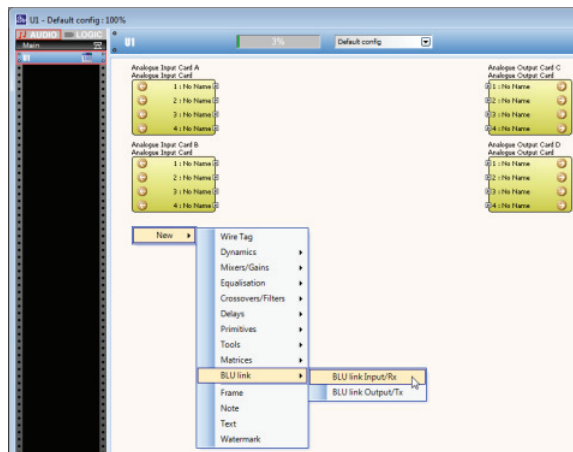 U1 - Default config : 100%
AUDIO LOGIC
Main
U1
U1 3% Default config
Analogue Input Card A
Analogue Input Card
1 : No Name
2 : No Name
3 : No Name
4 : No Name
Analogue Input Card B
Analogue Input Card
1 : No Name
2 : No Name
3 : No Name
4 : No Name
Analogue Output Card C
Analogue Output Card
1 : No Name
2 : No Name
3 : No Name
4 : No Name
Analogue Output Card D
Analogue Output Card
1 : No Name
2 : No Name
3 : No Name
4 : No Name
New
Wire Tag
Dynamics
Mixers/Gains
Equalisation
Crossovers/Filters
Delays
Primitives
Tools
Matrices
BLU link
Frame
Note
Text
Watermark
BLU link Input/Rx
BLU link Output/Tx